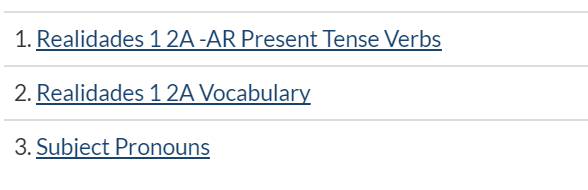 1. Realidades 1 2A -AR Present Tense Verbs
2. Realidades 1 2A Vocabulary
3. Subject Pronouns